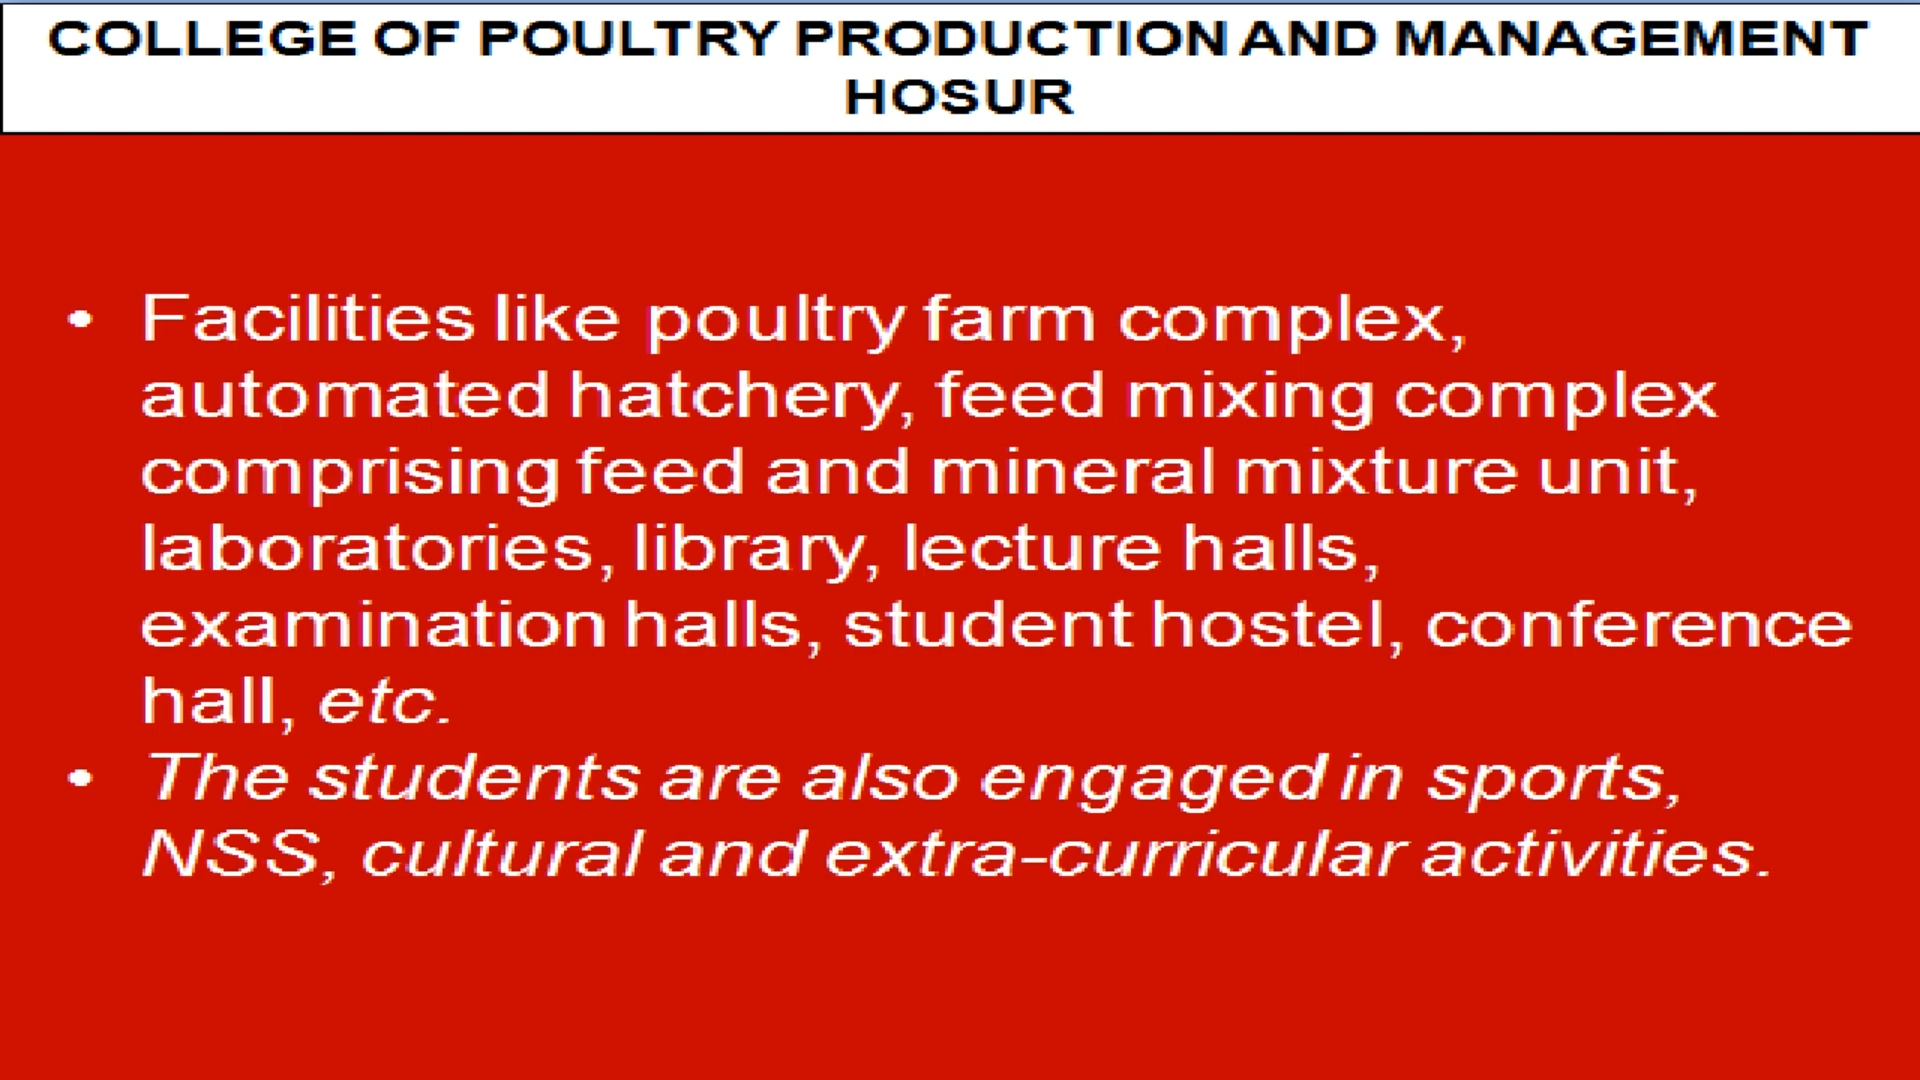 COLLEGE OF POULTRY PRODUCTION AND MANAGEMENT
HOSUR
• Facilities like poultry farm complex,
automated hatchery, feed mixing complex
comprising feed and mineral mixture unit,
laboratories, library, lecture halls,
examination halls, student hostel, conference
hall, etc.
• The students are also engaged in sports,
NSS, cultural and extra-curricular activities.